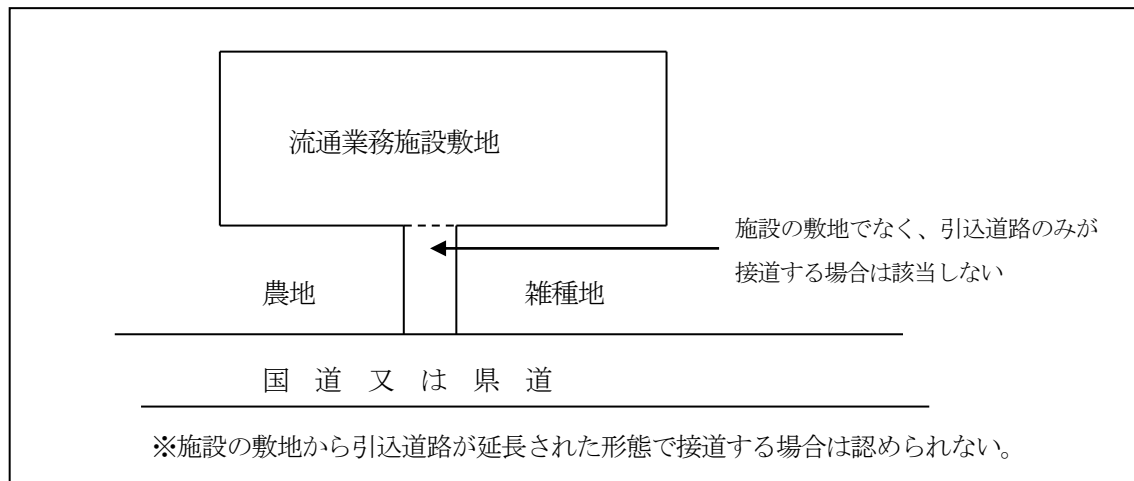 流通業務施設敷地
施設の敷地でなく、引込道路のみが
接道する場合は該当しない
農地
雑種地
国道又は県道
※施設の敷地から引込道路が延長された形態で接道する場合は認められない。